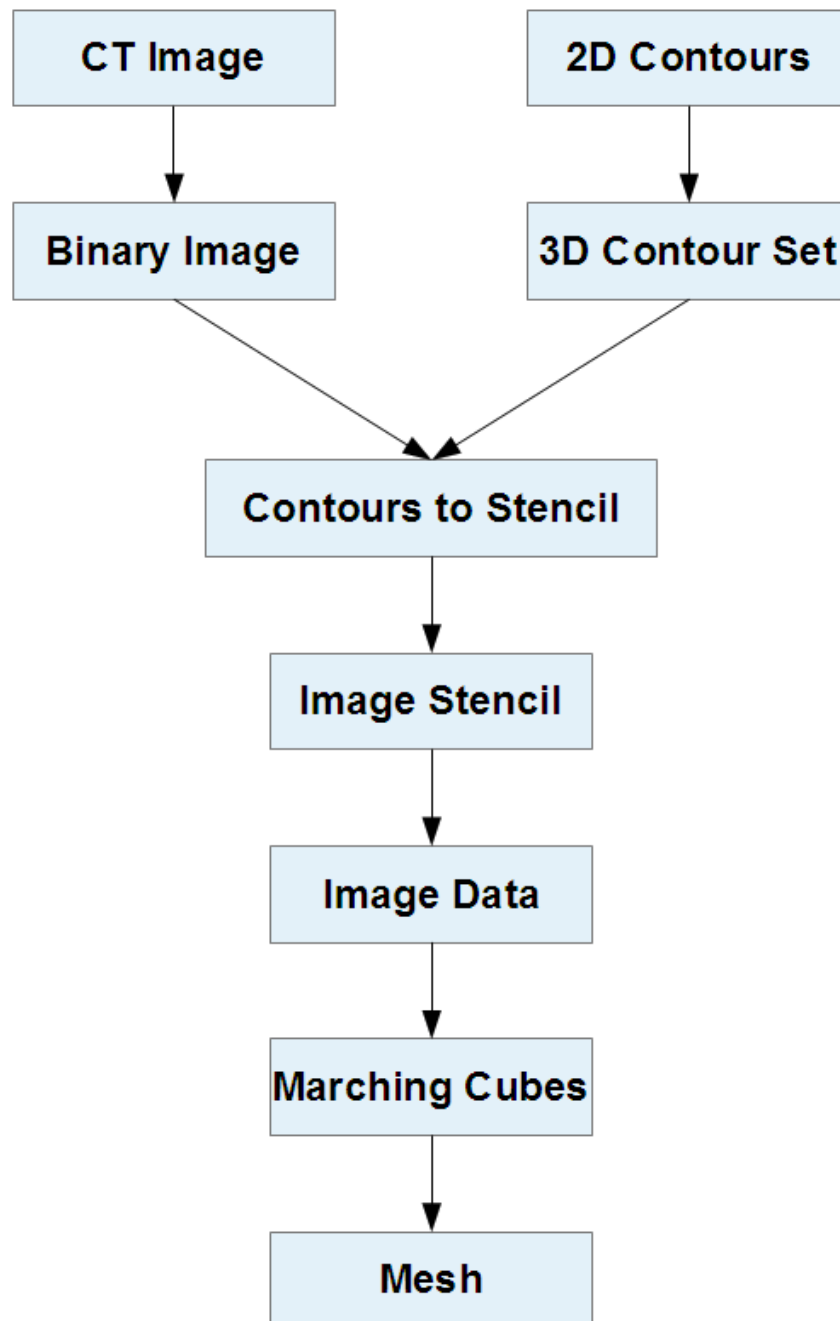 CT Image
2D Contours
Binary Image
3D Contour Set
Contours to Stencil
Image Stencil
Image Data
Marching Cubes
Mesh